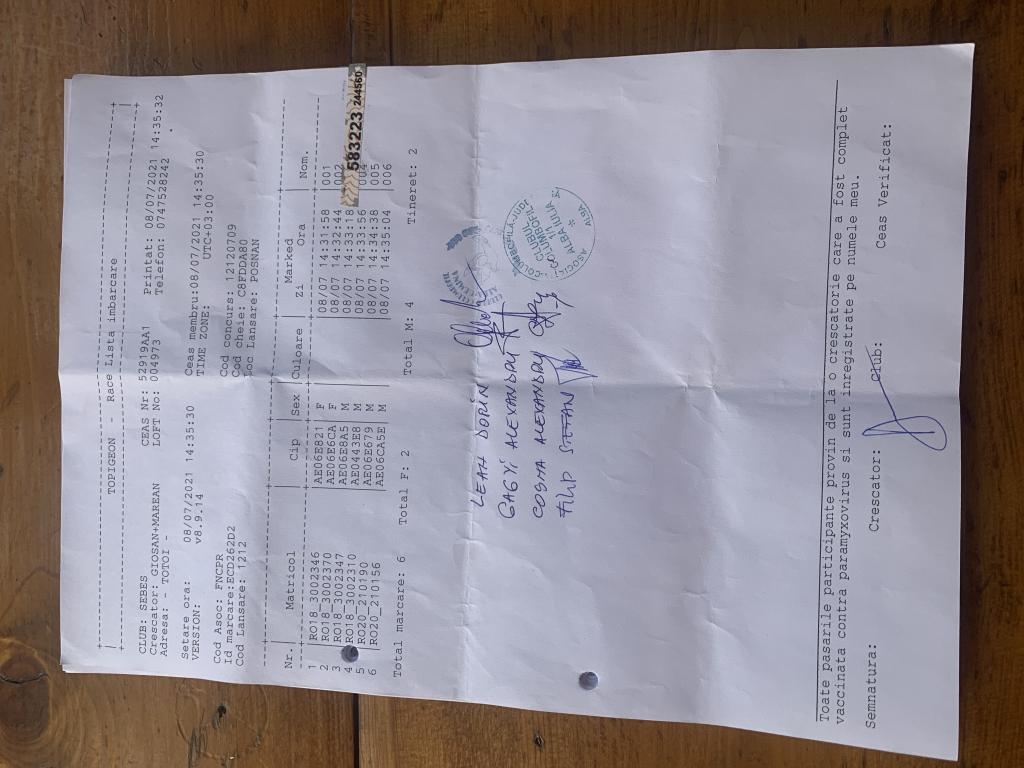 TOPIGEON Race Lista imbarcare
CLUB: SEBES CEAS Nr: 52919AA1 Printat: 08/07/2021 14:35:32
Crescator GIOSAN+MAREAN LOFT No: 004973 Telefon: 0747528242
Adresa: TOTOI -
Setare ora: 08/07/2021 14:35:30 Ceas membru:08/07/2021 14:35:30
VERSION: v8.9.14 TIME ZONE: UTC+03:00
Cod Asoc: FNCPR Cod concurs: 12120709
Id marcare:ECD262D2 Cod cheie: C8FDDA80
Cod Lansare: 1212 Loc Lansare: POSNAN
Nr. Matricol Cip Sex Culoare Marked Nom.
Zi Ora
1 RO18_3002346 AE06E821 F 08/07 14:31:58 001
2 RO18_3002370 AE06E6CA F 08/07 14:32:44 002
3 RO18_3002347 AE06E8A5 M 08/07 14:33:18
4 RO18_3002310 AE0443E8 M 08/07 14:33:56 004
5 RO20_210190 AE06E679 M 08/07 14:34:38 005
6 RO20_210156 AE06CA5E M 08/07 14:35:04 006
583223 244560
Total marcare: 6 Total F: 2 Total M: 4 Tineret: 2
LEAH DORIN
GAGYI ALEXANDRU
COSMA ALEXANDRU
FILIP STEFAN
CLUBUL
COLUMBOFIL
ALBA IULIA
Toate pasarile participante provin de la o crescatorie care a fost complet
vaccinata contra paramyxovirus si sunt inregistrate pe numele meu.
Semnatura: Crescator: Club: Ceas Verificat: